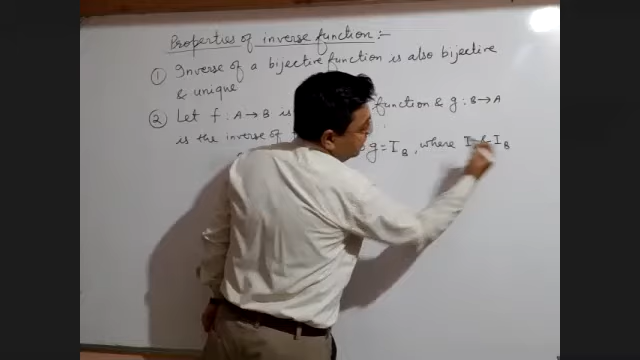 Properties of inverse function :-
① Inverse of a bijective function is also bijective
& unique
② Let f : A → B is function & g : B → A
is the inverse of g = I_B , where I & I_B